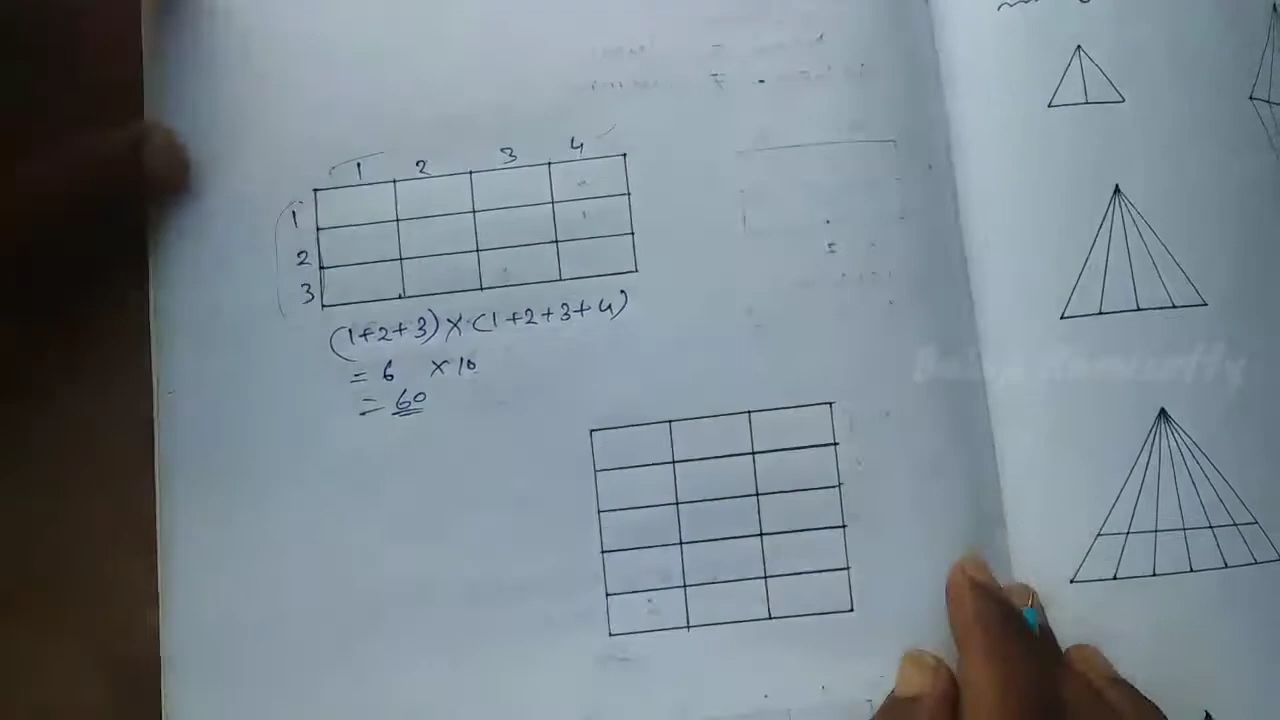 1 2 3 4
1
2
3
(1+2+3)×(1+2+3+4)
= 6 ×10
= 60